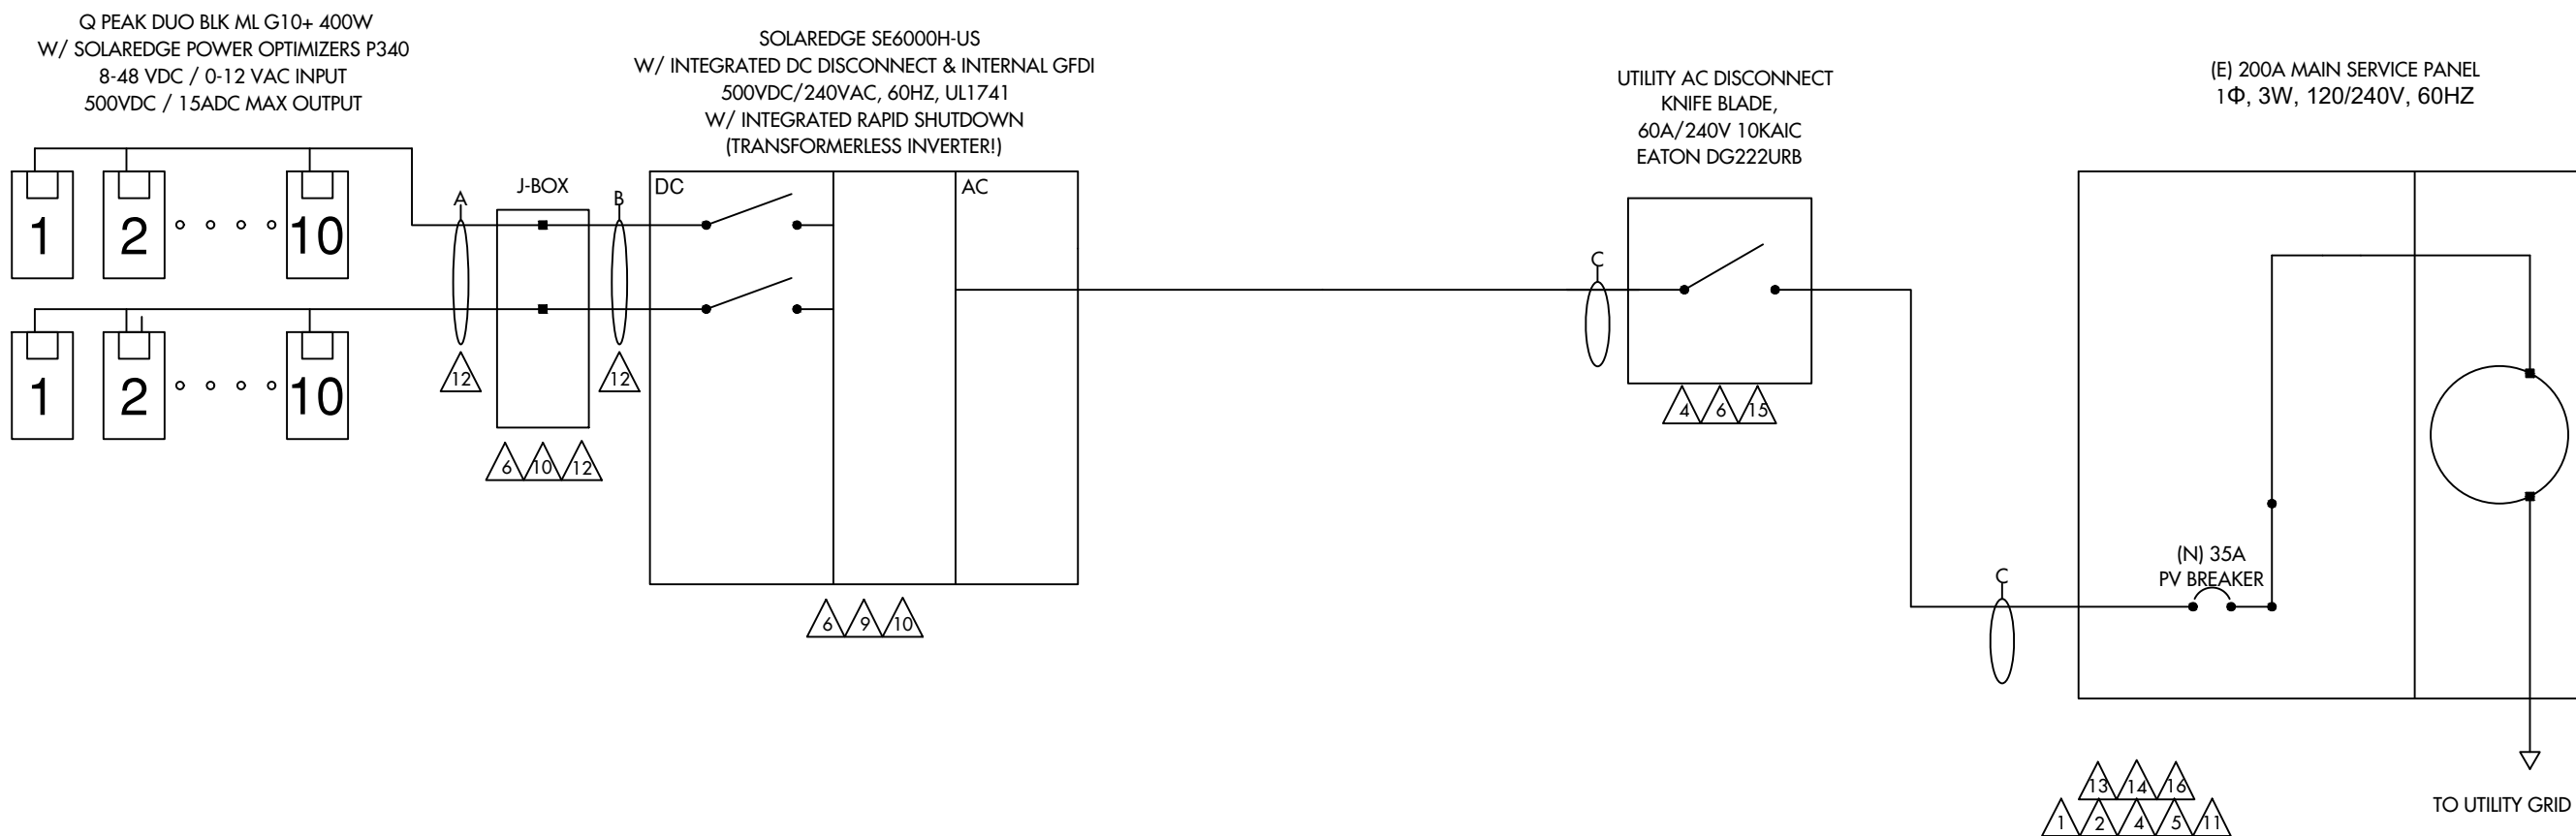 Q PEAK DUO BLK ML G10+ 400W
W/ SOLAREDGE POWER OPTIMIZERS P340
8-48 VDC / 0-12 VAC INPUT
500VDC / 15ADC MAX OUTPUT
SOLAREDGE SE6000H-US
W/ INTEGRATED DC DISCONNECT & INTERNAL GFDI
500VDC/240VAC, 60HZ, UL1741
W/ INTEGRATED RAPID SHUTDOWN
(TRANSFORMERLESS INVERTER!)
UTILITY AC DISCONNECT
KNIFE BLADE,
60A/240V 10KAIC
EATON DG222URB
(E) 200A MAIN SERVICE PANEL
1Φ, 3W, 120/240V, 60HZ
1 2 10
A
J-BOX
B
DC
AC
1 2 10
12
12
6 10 12
6 9 10
C
4 6 15
C
(N) 35A
PV BREAKER
13 14 16
1 2 4 5 11
TO UTILITY GRID